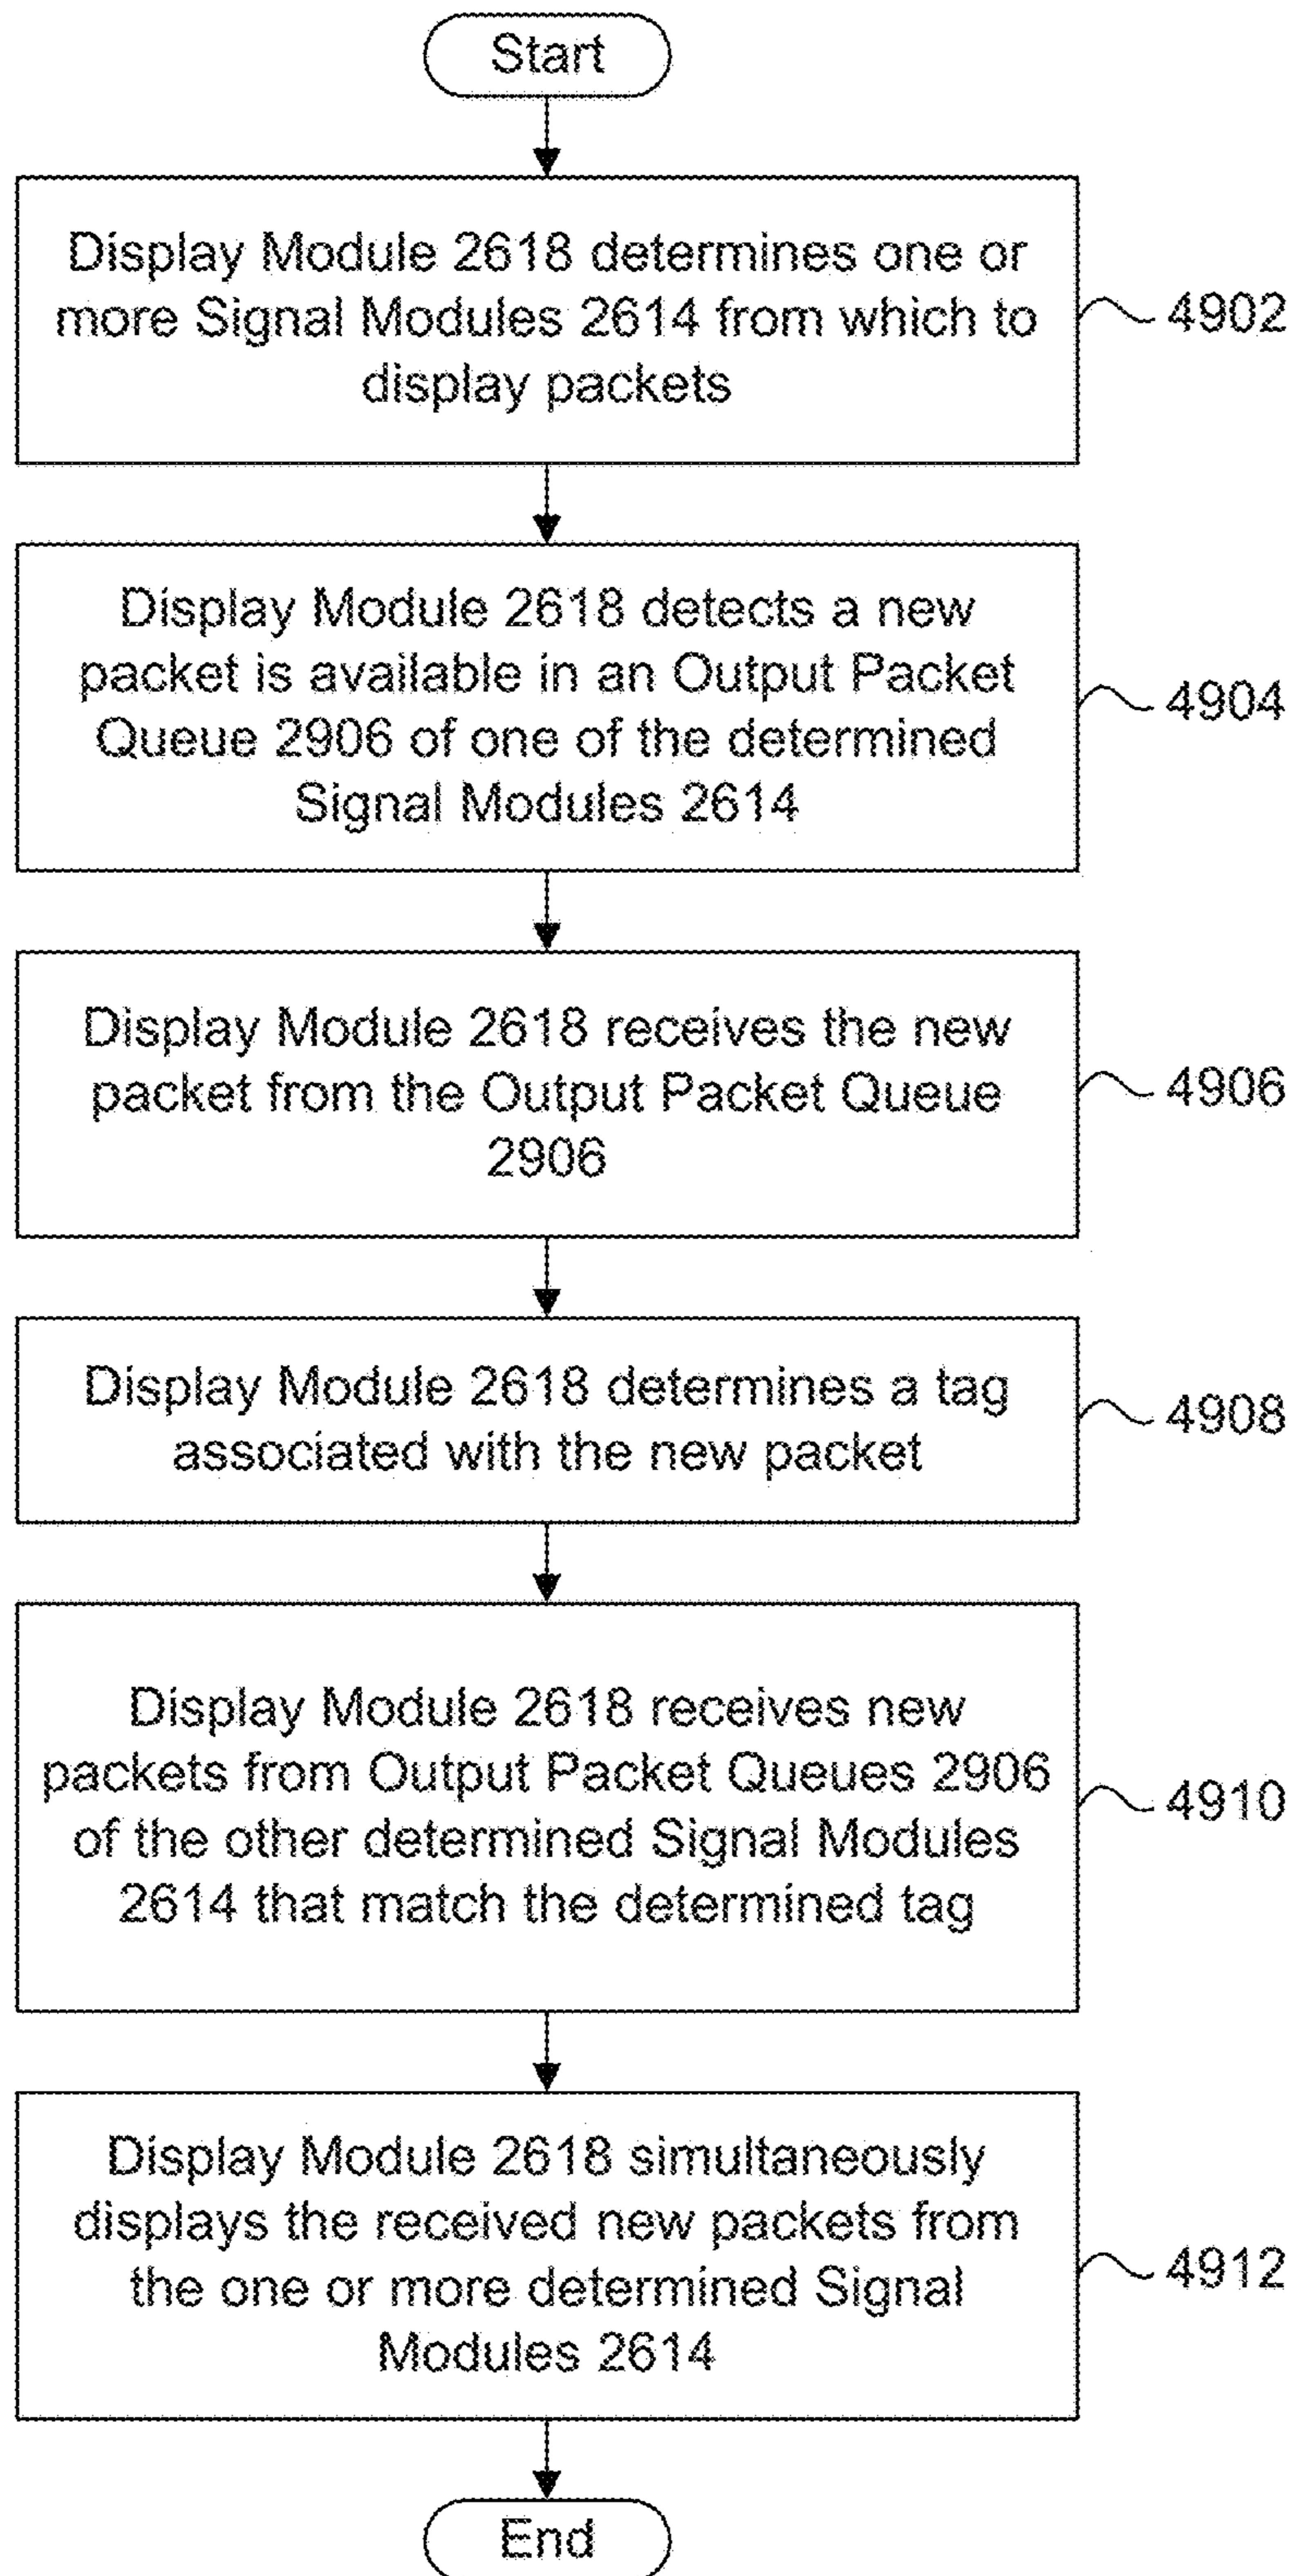 Start
Display Module 2618 determines one or
more Signal Modules 2614 from which to
display packets
4902
Display Module 2618 detects a new
packet is available in an Output Packet
Queue 2906 of one of the determined
Signal Modules 2614
4904
Display Module 2618 receives the new
packet from the Output Packet Queue
2906
4906
Display Module 2618 determines a tag
associated with the new packet
4908
Display Module 2618 receives new
packets from Output Packet Queues 2906
of the other determined Signal Modules
2614 that match the determined tag
4910
Display Module 2618 simultaneously
displays the received new packets from
the one or more determined Signal
Modules 2614
4912
End